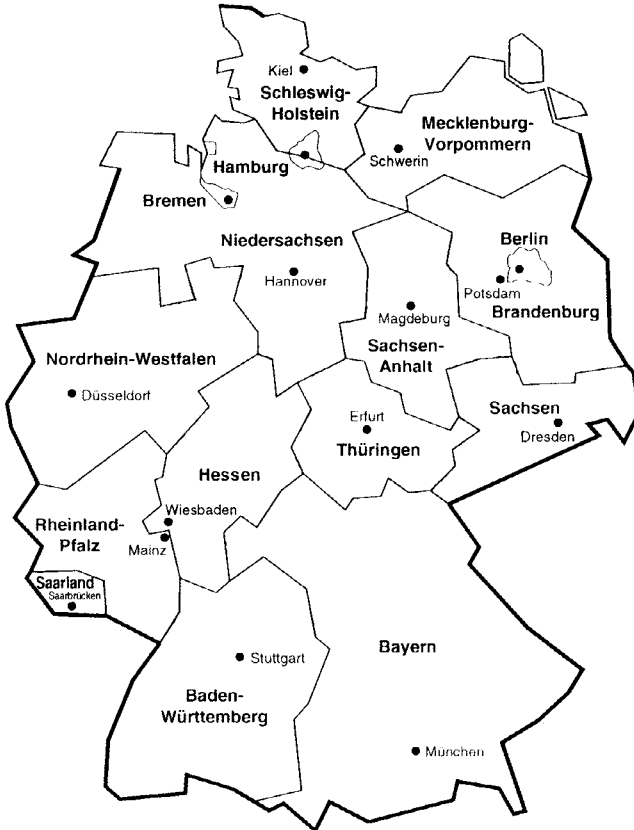 Kiel
Schleswig-
Holstein
Mecklenburg-
Vorpommern
Schwerin
Hamburg
Bremen
Niedersachsen
Hannover
Berlin
Potsdam
Brandenburg
Magdeburg
Sachsen-
Anhalt
Nordrhein-Westfalen
Düsseldorf
Sachsen
Dresden
Erfurt
Thüringen
Hessen
Wiesbaden
Rheinland-
Pfalz
Mainz
Saarland
Saarbrücken
Stuttgart
Bayern
Baden-
Württemberg
München